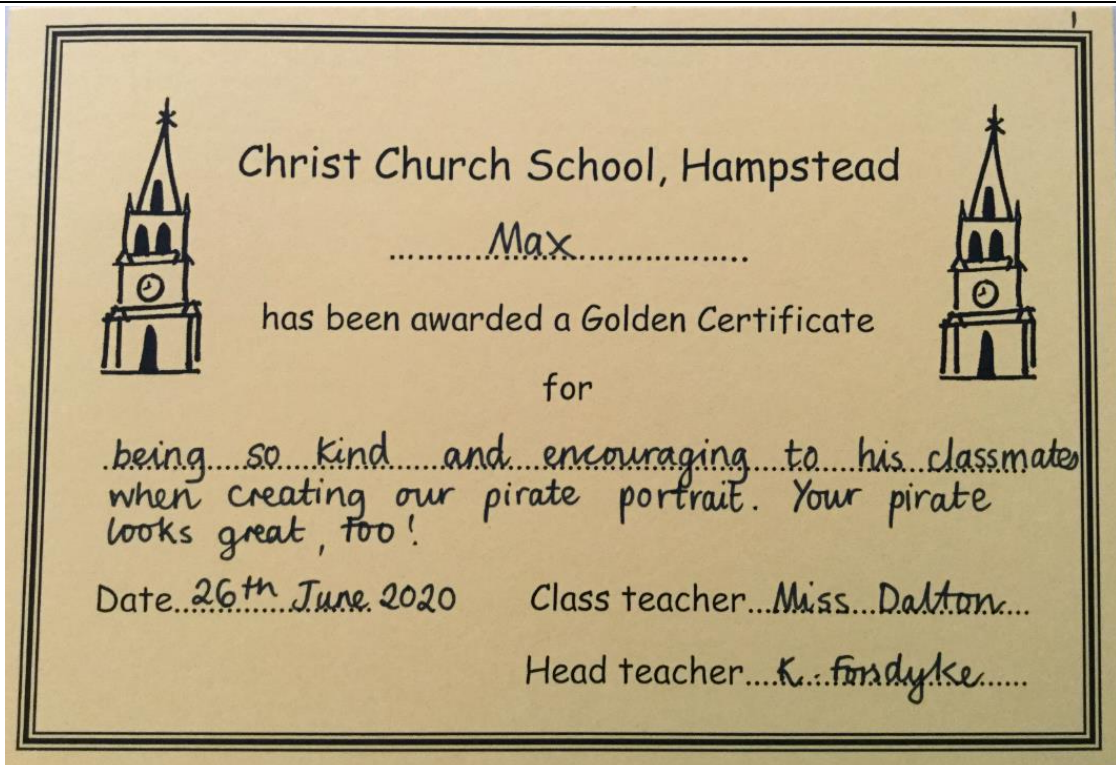 Christ Church School, Hampstead
Max
has been awarded a Golden Certificate
for
being so kind and encouraging to his classmates
when creating our pirate portrait. Your pirate
looks great, too!
Date 26th June 2020 Class teacher Miss Dalton
Head teacher K. Forsdyke